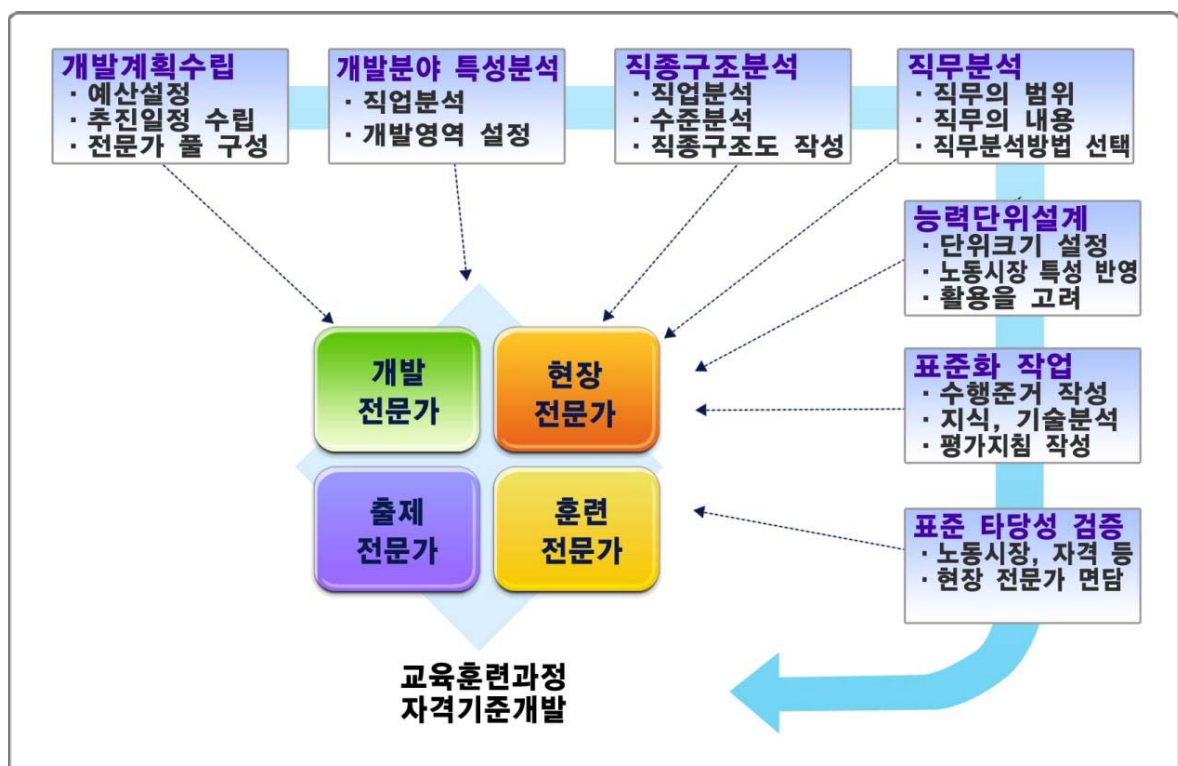 개발계획수립
· 예산설정
· 추진일정 수립
· 전문가 풀 구성
개발분야 특성분석
· 직업분석
· 개발영역 설정
직종구조분석
· 직업분석
· 수준분석
· 직종구조도 작성
직무분석
· 직무의 범위
· 직무의 내용
· 직무분석방법 선택
능력단위설계
· 단위크기 설정
· 노동시장 특성 반영
· 활용을 고려
표준화 작업
· 수행준거 작성
· 지식, 기술분석
· 평가지침 작성
표준 타당성 검증
· 노동시장, 자격 등
· 현장 전문가 면담
개발
전문가
현장
전문가
출제
전문가
훈련
전문가
교육훈련과정
자격기준개발